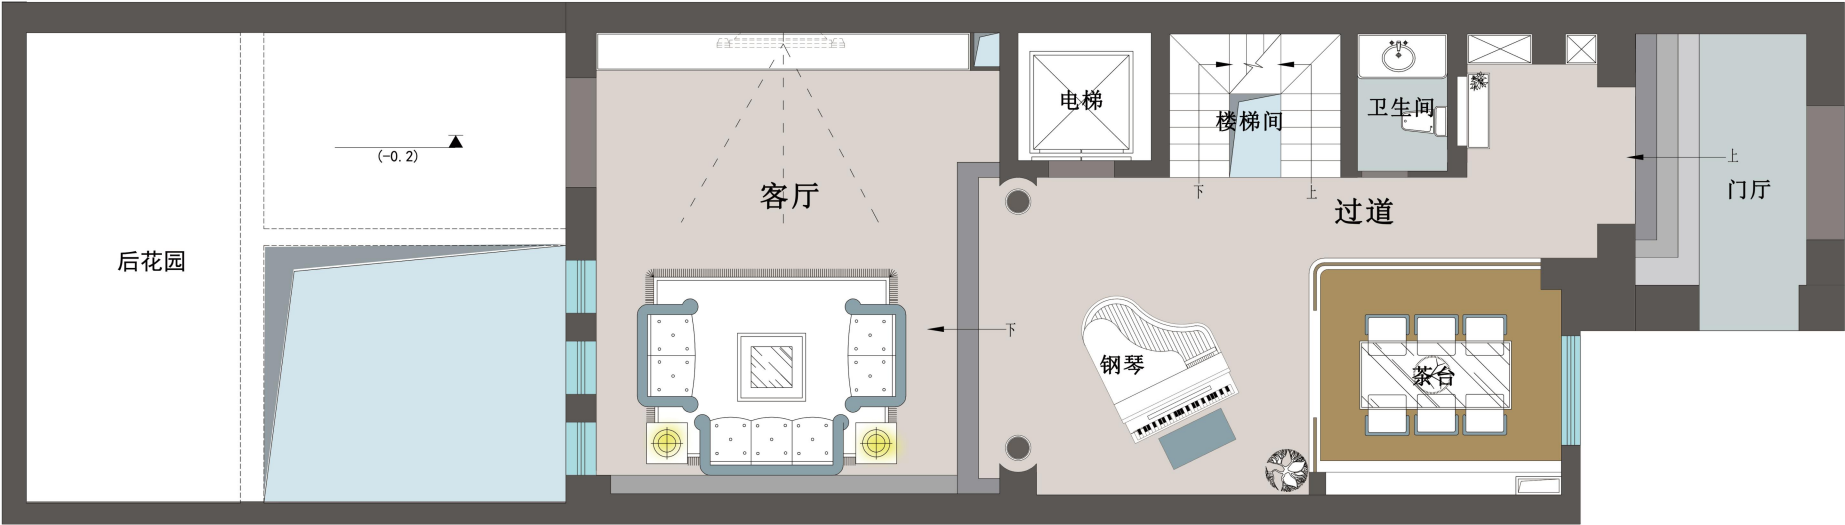 电梯
楼梯间
卫生间
(-0.2)
上
下
上
客厅
过道
门厅
后花园
下
钢琴
茶台